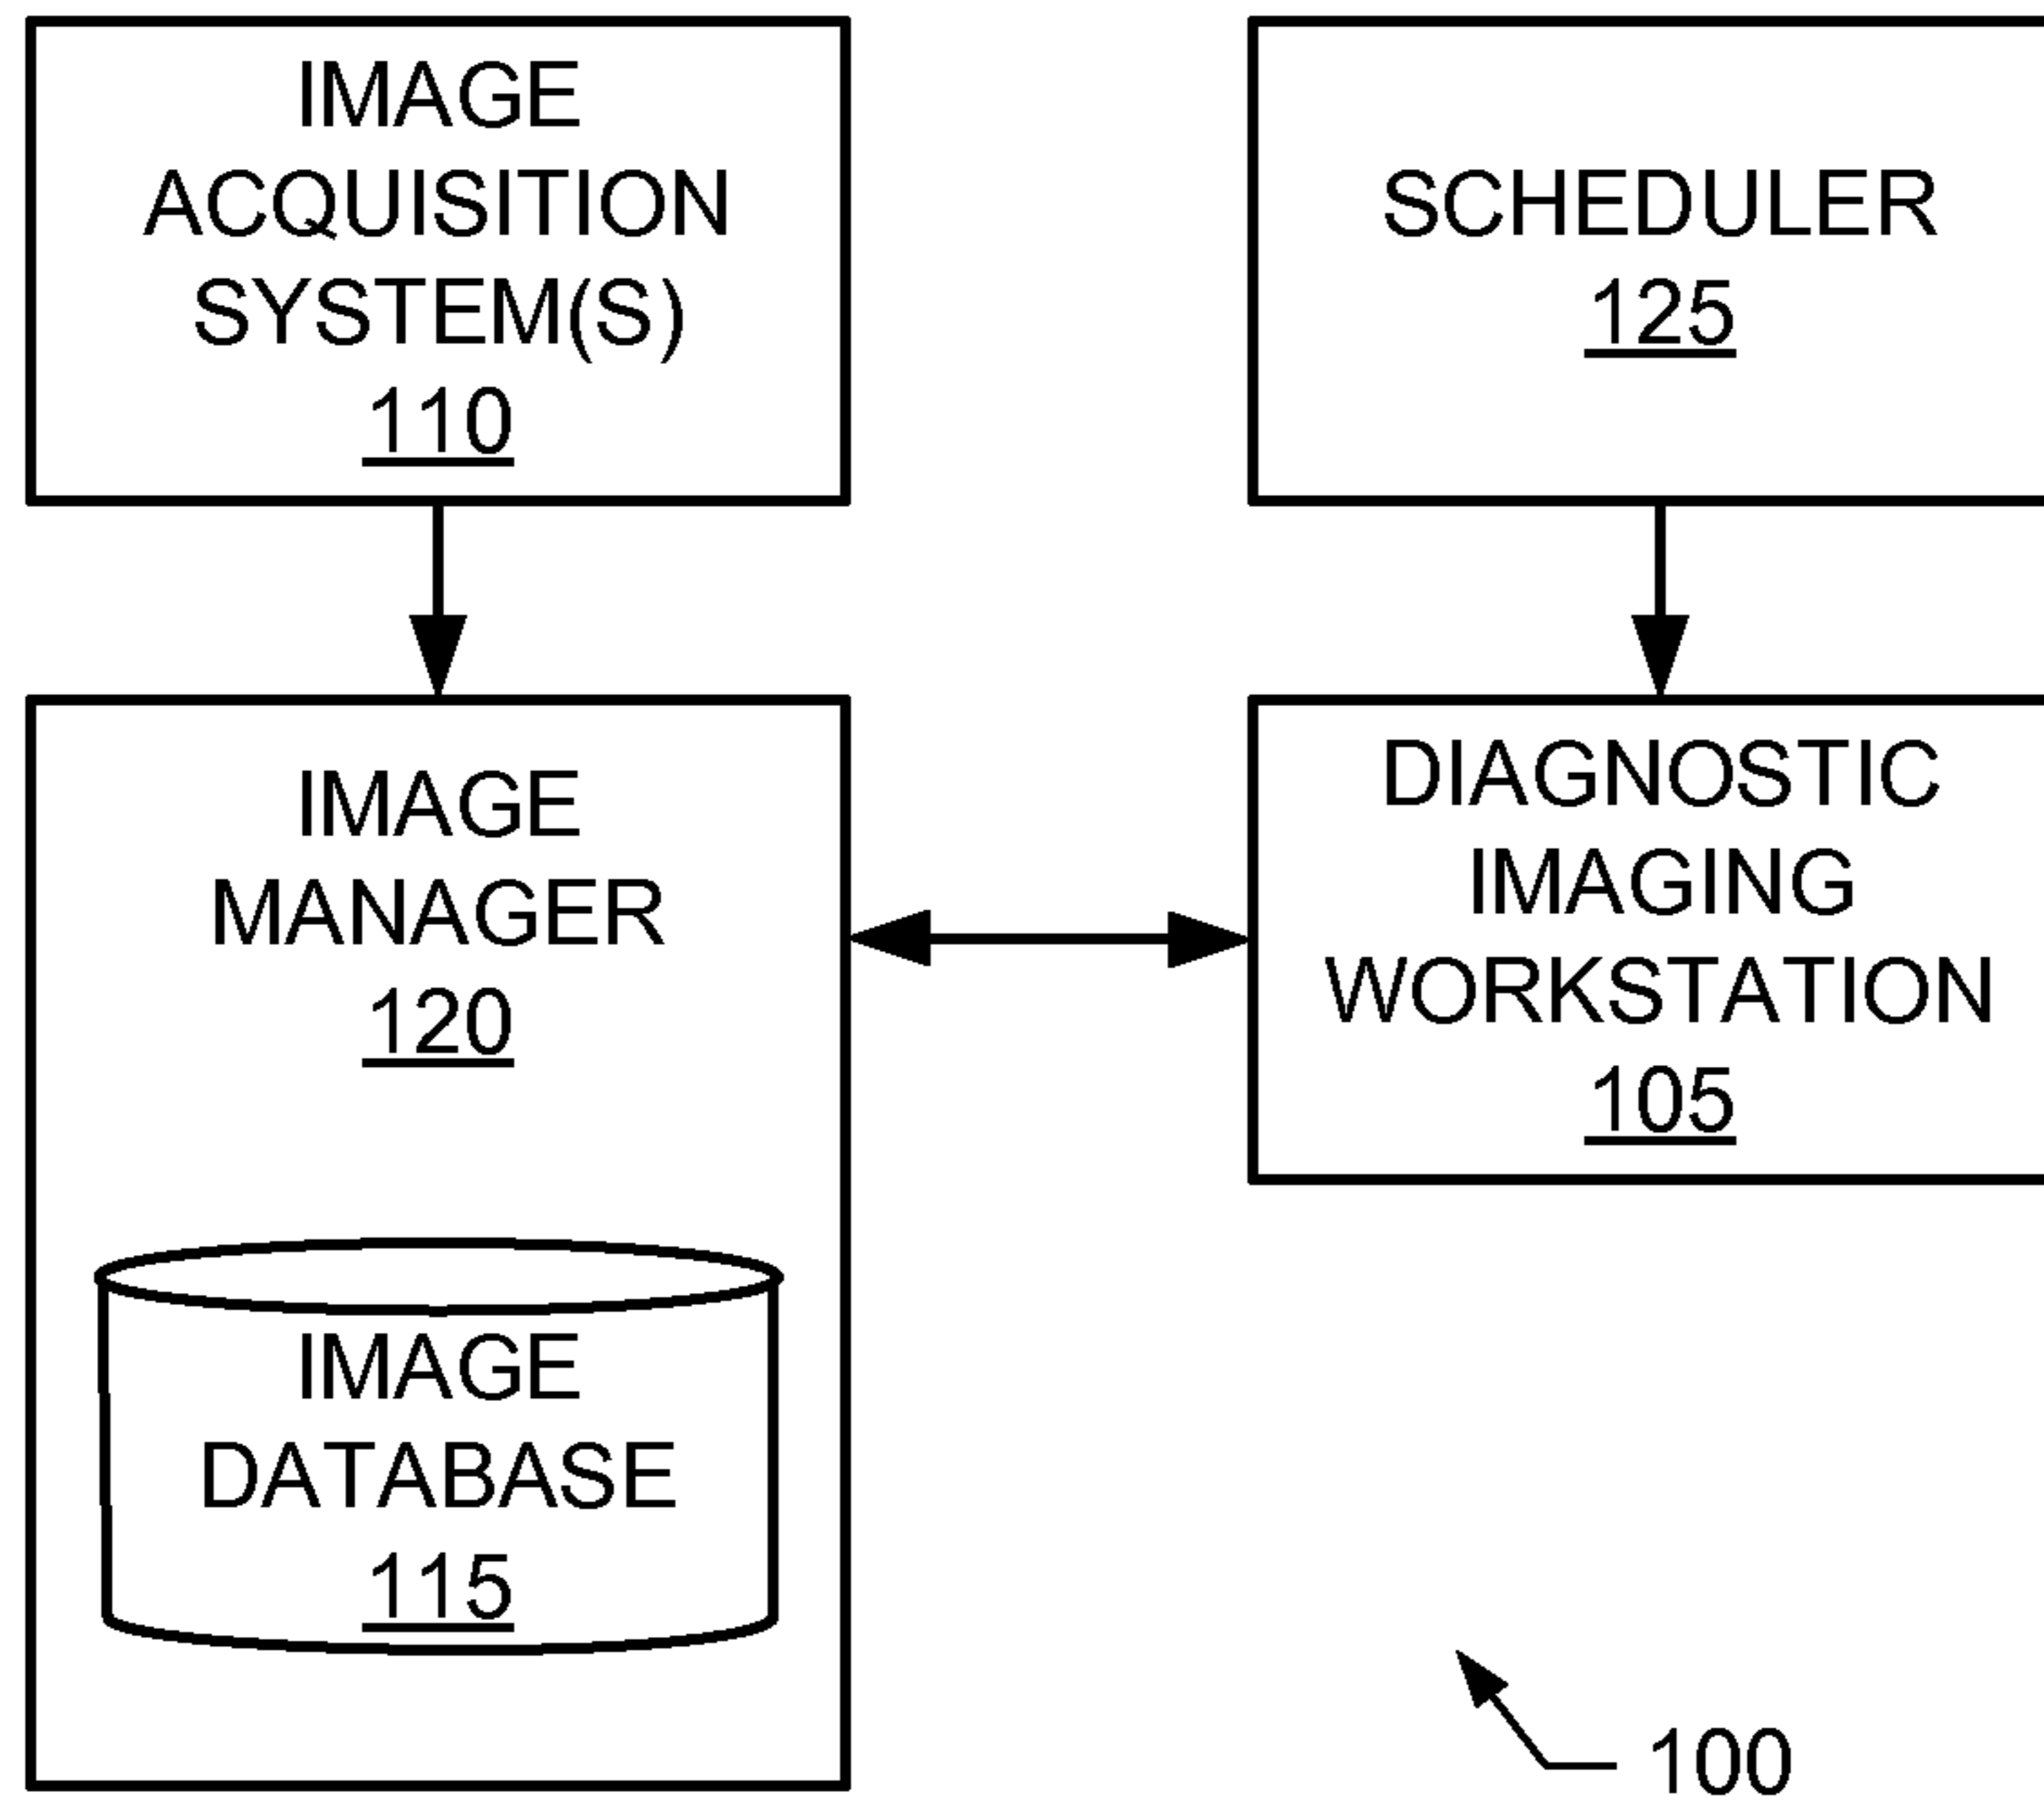 IMAGE
ACQUISITION
SYSTEM(S)
110
SCHEDULER
125
IMAGE
MANAGER
120
DIAGNOSTIC
IMAGING
WORKSTATION
105
IMAGE
DATABASE
115
100